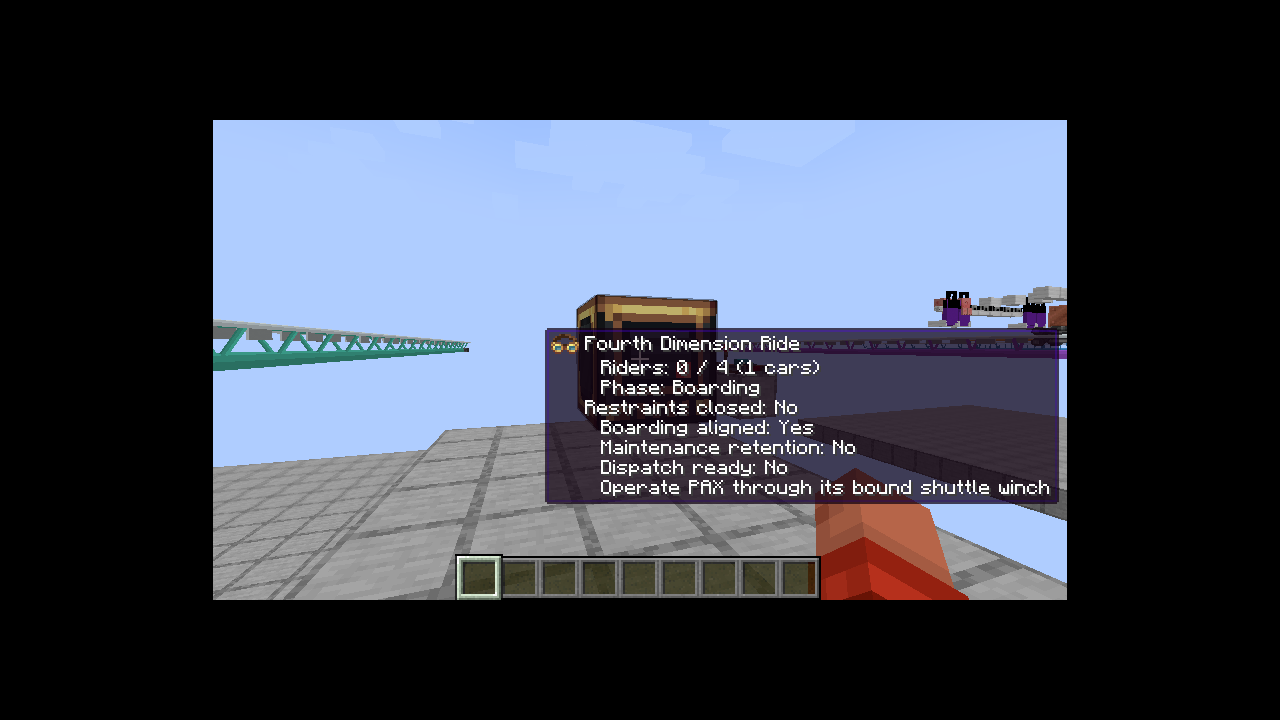 Fourth Dimension Ride
Riders: 0 / 4 (1 cars)
Phase: Boarding
Restraints closed: No
Boarding aligned: Yes
Maintenance retention: No
Dispatch ready: No
Operate PAX through its bound shuttle winch